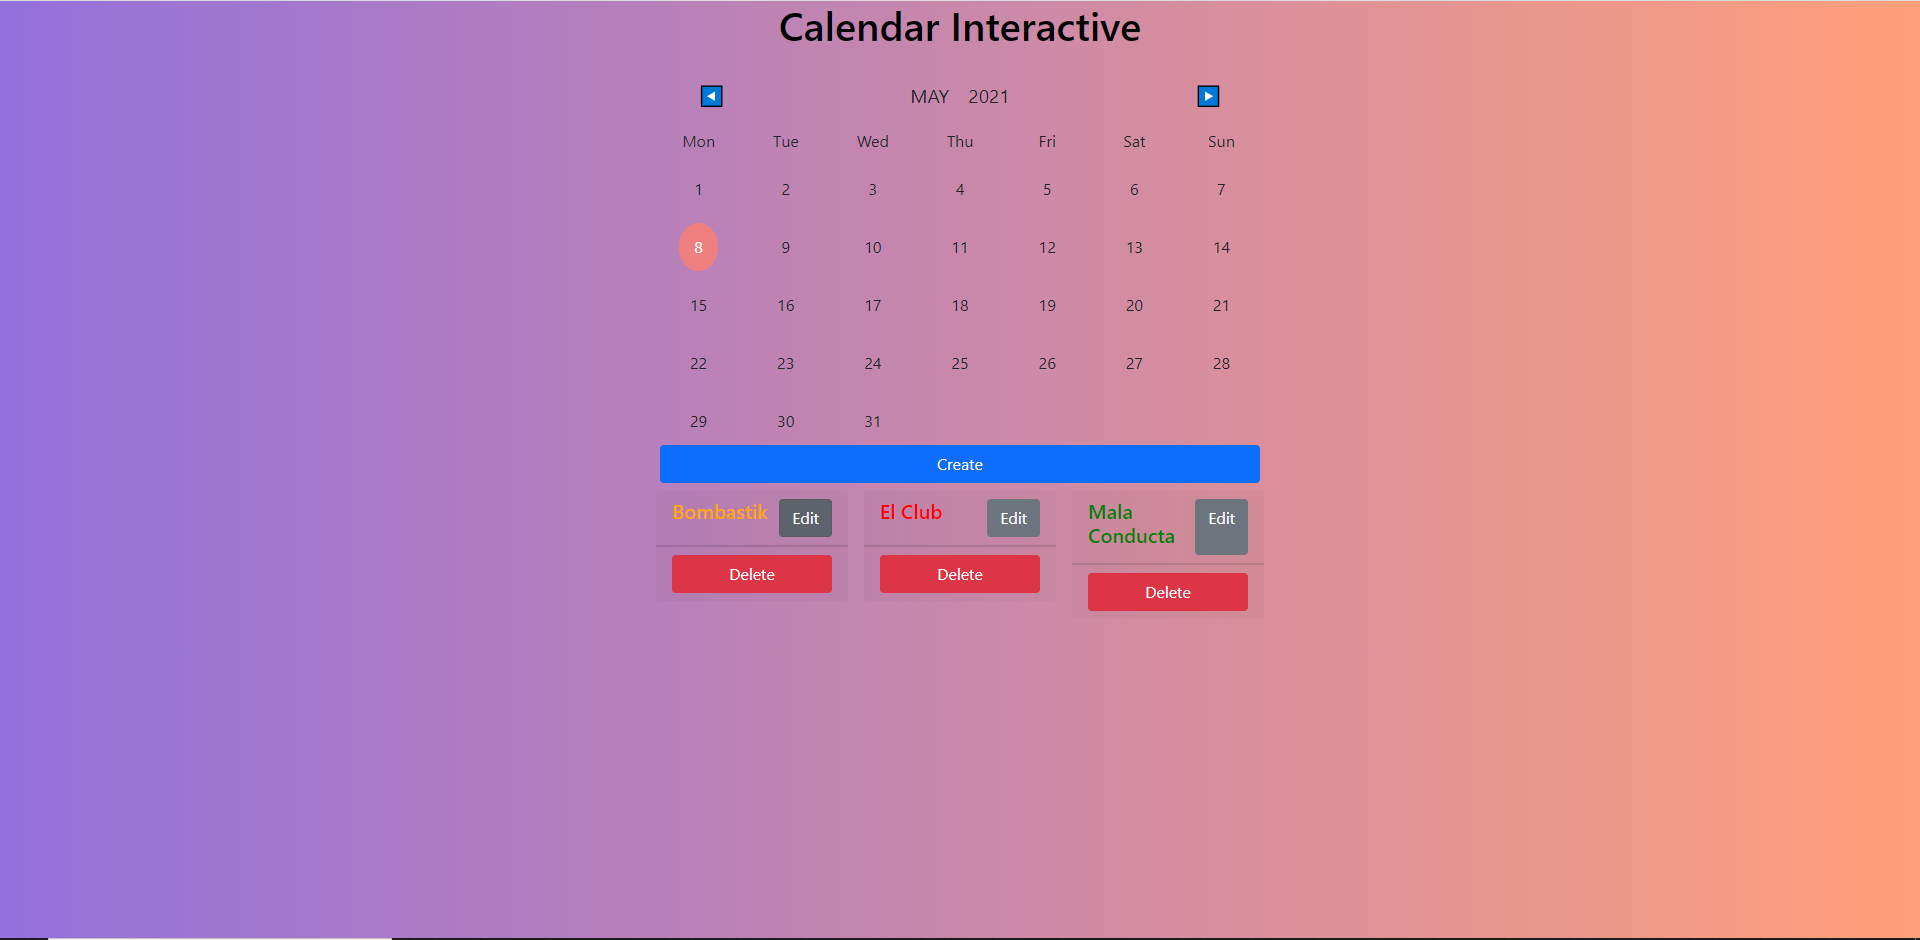 Calendar Interactive
MAY 2021
Mon Tue Wed Thu Fri Sat Sun
1 2 3 4 5 6 7
8 9 10 11 12 13 14
15 16 17 18 19 20 21
22 23 24 25 26 27 28
29 30 31
Create
Bombastik Edit
Delete
El Club Edit
Delete
Mala Edit
Conducta
Delete